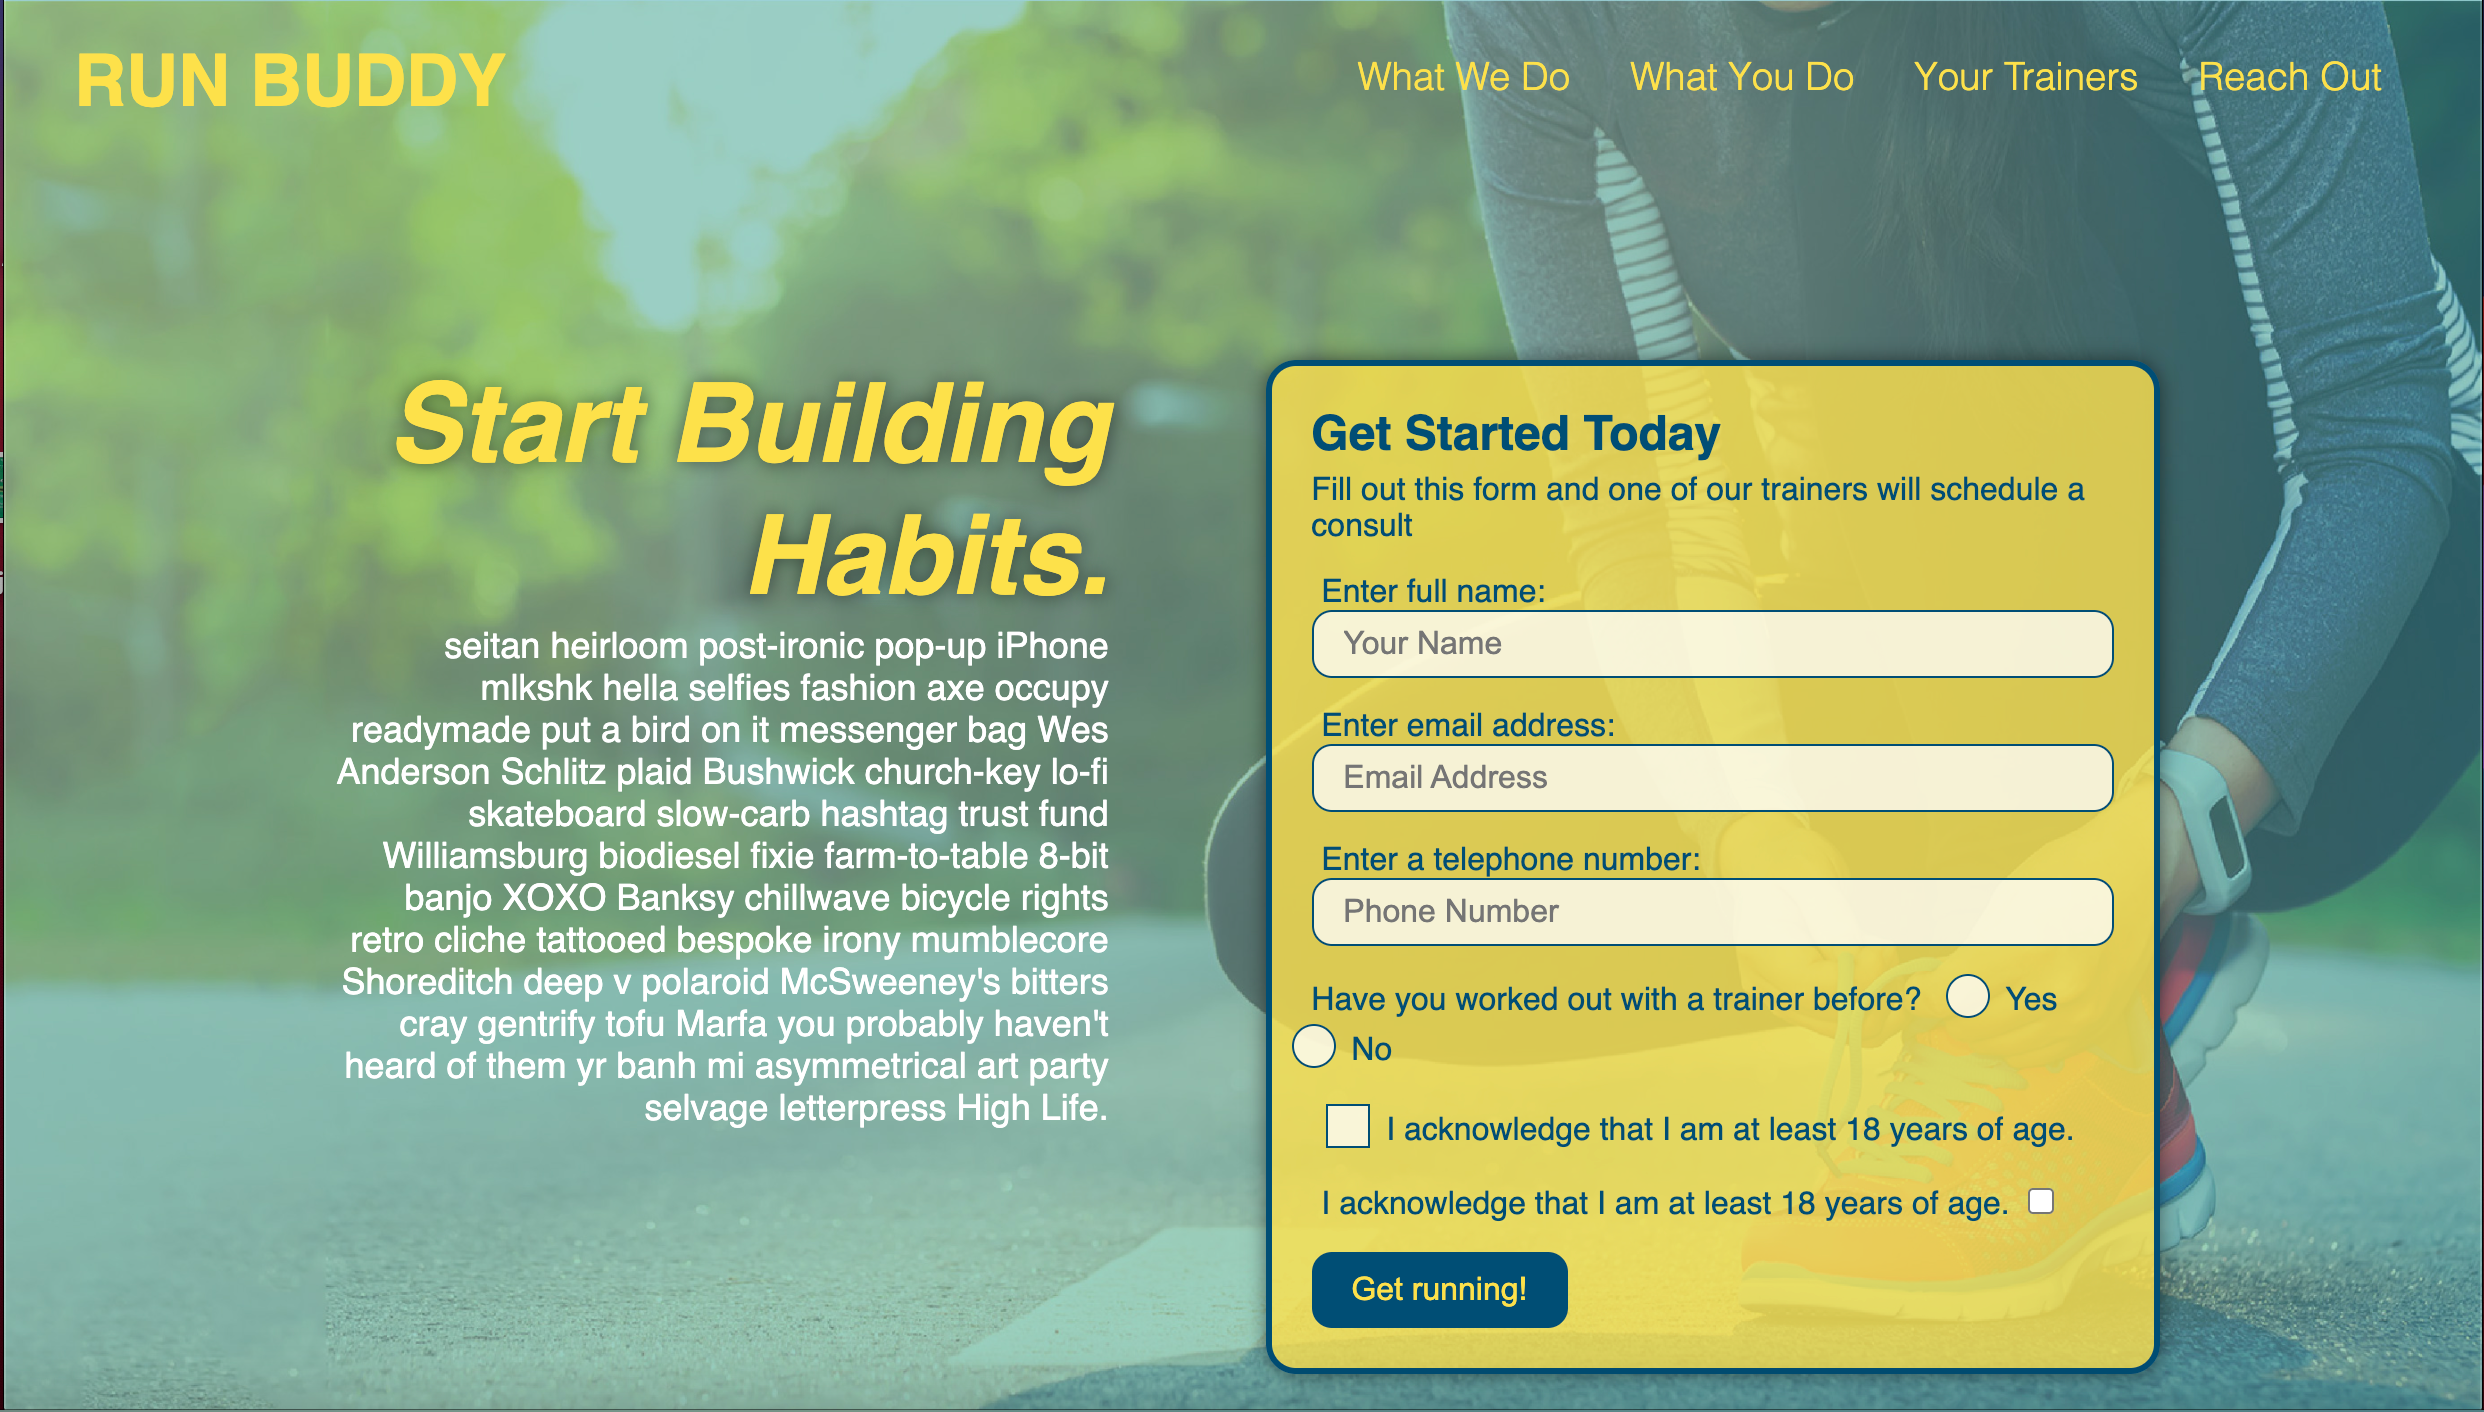 RUN BUDDY
What We Do
What You Do
Your Trainers
Reach Out
Start Building
Habits.
seitan heirloom post-ironic pop-up iPhone
mlkshk hella selfies fashion axe occupy
readymade put a bird on it messenger bag Wes
Anderson Schlitz plaid Bushwick church-key lo-fi
skateboard slow-carb hashtag trust fund
Williamsburg biodiesel fixie farm-to-table 8-bit
banjo XOXO Banksy chillwave bicycle rights
retro cliche tattooed bespoke irony mumblecore
Shoreditch deep v polaroid McSweeney's bitters
cray gentrify tofu Marfa you probably haven't
heard of them yr banh mi asymmetrical art party
selvage letterpress High Life.
Get Started Today
Fill out this form and one of our trainers will schedule a
consult
Enter full name:
Your Name
Enter email address:
Email Address
Enter a telephone number:
Phone Number
Have you worked out with a trainer before? Yes
No
I acknowledge that I am at least 18 years of age.
I acknowledge that I am at least 18 years of age.
Get running!